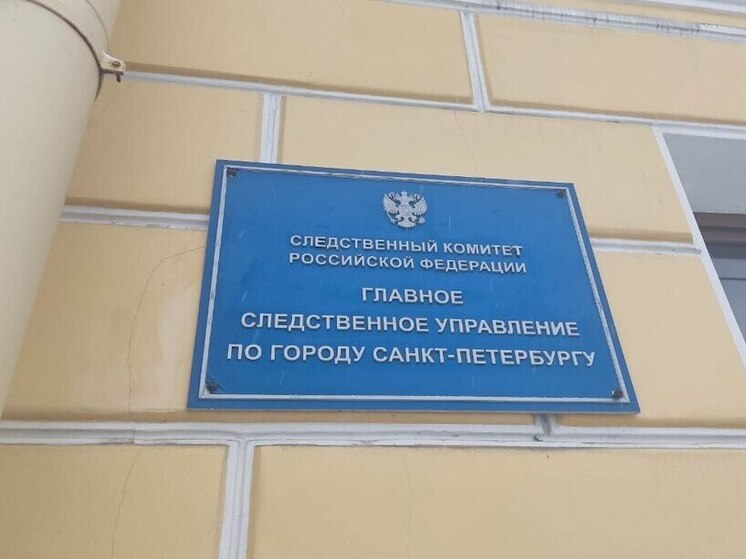 СЛЕДСТВЕННЫЙ КОМИТЕТ
РОССИЙСКОЙ ФЕДЕРАЦИИ
ГЛАВНОЕ
СЛЕДСТВЕННОЕ УПРАВЛЕНИЕ
ПО ГОРОДУ САНКТ-ПЕТЕРБУРГУ